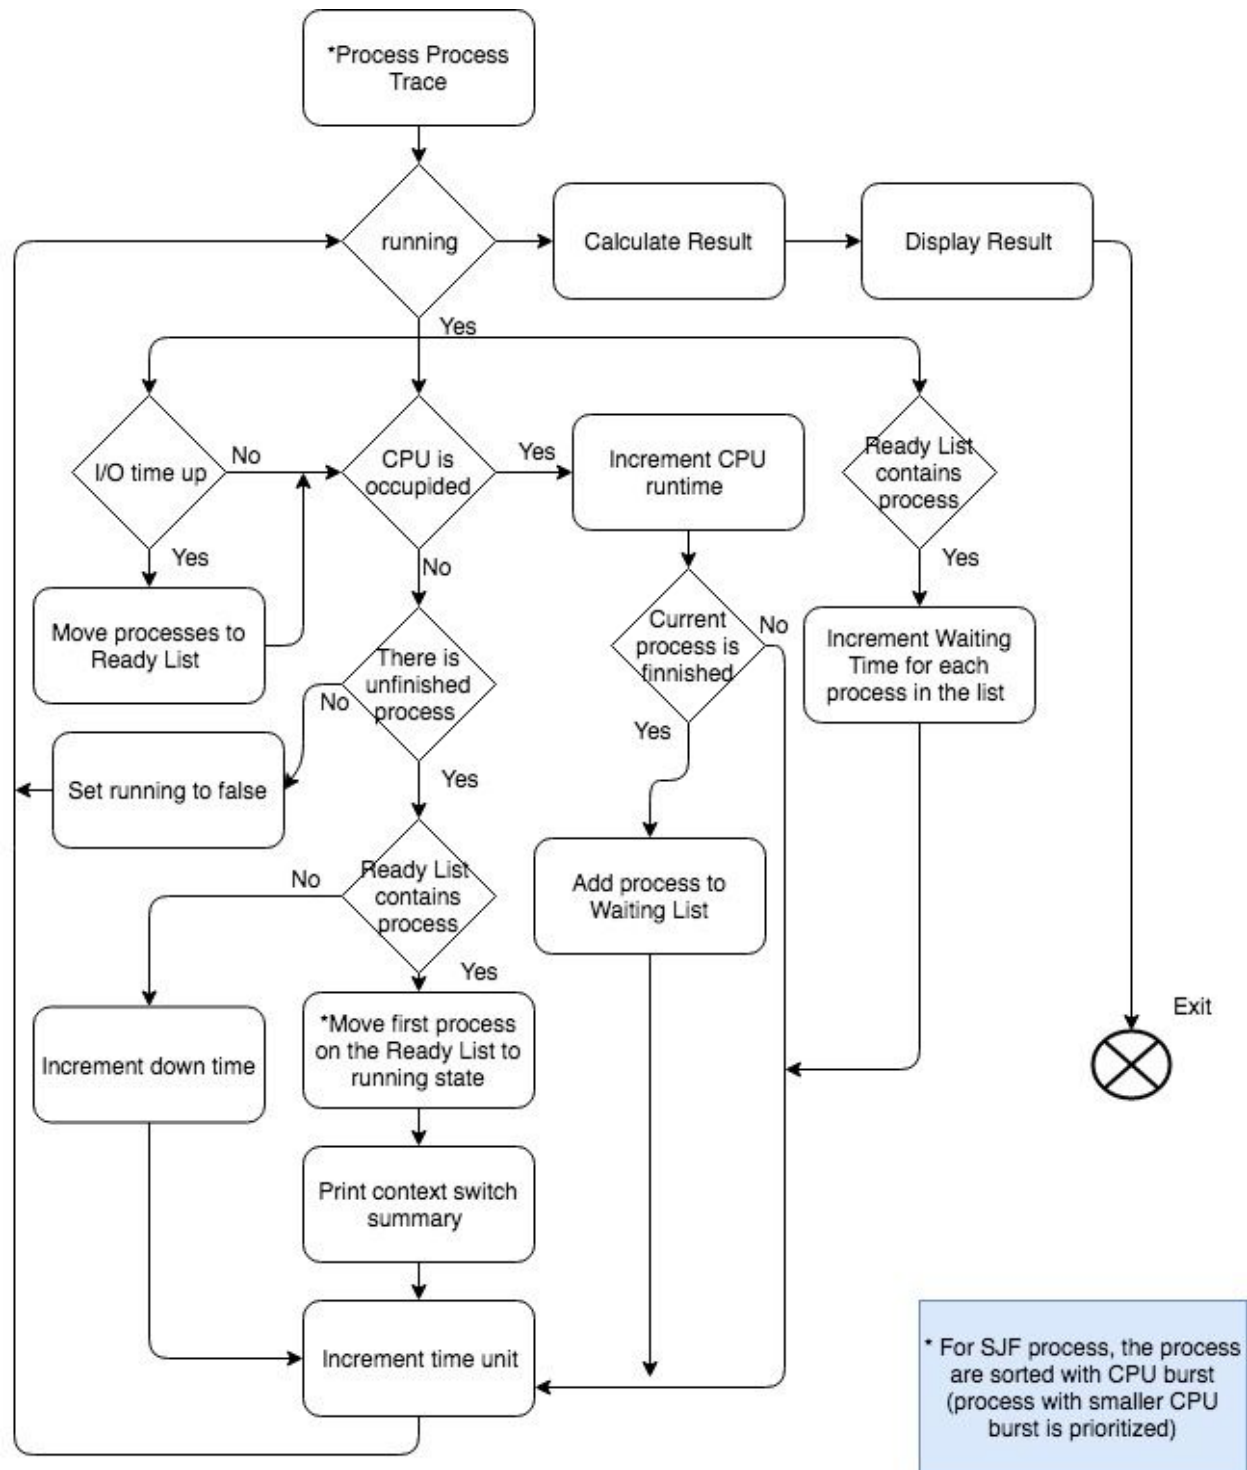 *Process Process
Trace
running
Calculate Result
Display Result
Yes
I/O time up
No
CPU is
occupided
Yes
Increment CPU
runtime
Ready List
contains
process
Yes
No
Yes
Move processes to
Ready List
There is
unfinished
process
No
Current
process is
finnished
No
Increment Waiting
Time for each
process in the list
Set running to false
Yes
Yes
No
Ready List
contains
process
Add process to
Waiting List
Yes
Increment down time
*Move first process
on the Ready List to
running state
Exit
Print context switch
summary
Increment time unit
* For SJF process, the process
are sorted with CPU burst
(process with smaller CPU
burst is prioritized)